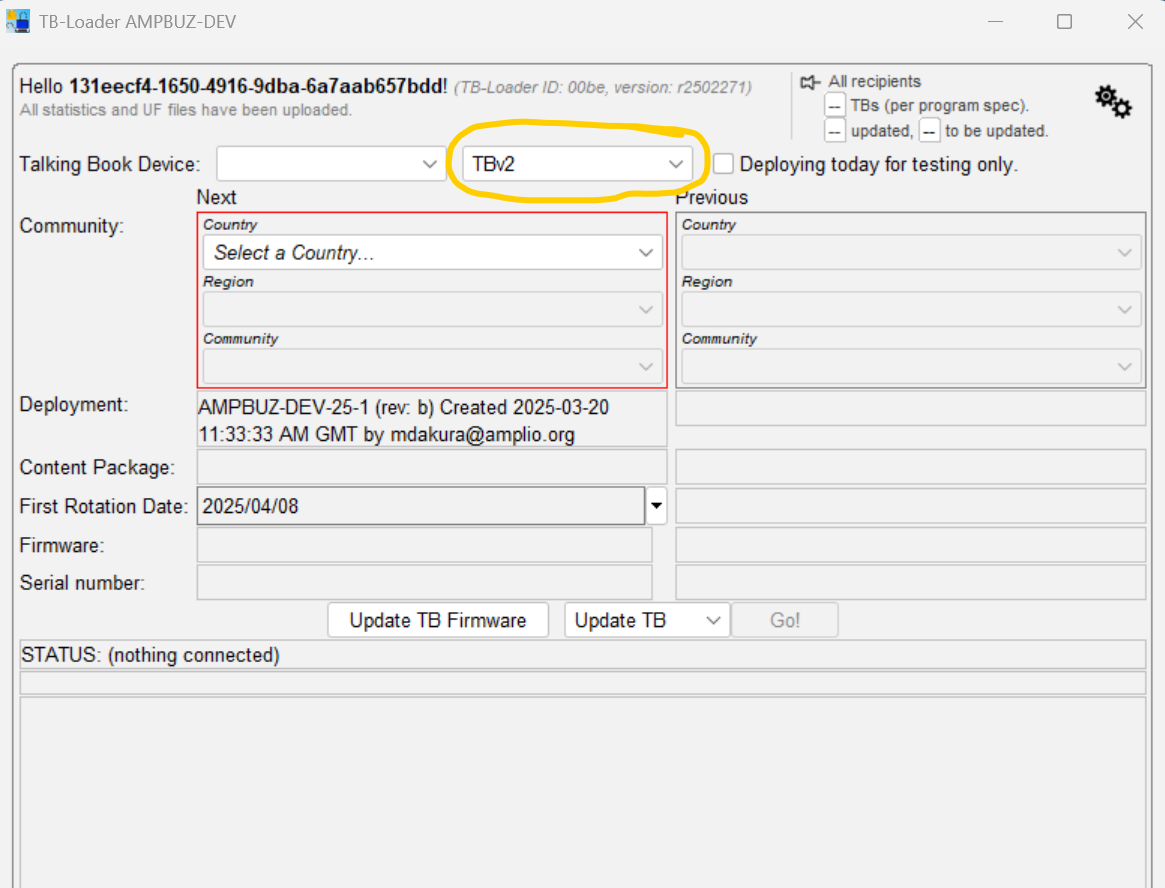 TB-Loader AMPBUZ-DEV
Hello 131eecf4-1650-4916-9dba-6a7aab657bdd! (TB-Loader ID: 00be, version: r2502271)
All statistics and UF files have been uploaded.
All recipients
-- TBs (per program spec).
-- updated, -- to be updated.
Talking Book Device:
TBv2
Deploying today for testing only.
Next
Previous
Community:
Country
Select a Country...
Region
Community
Country
Region
Community
Deployment:
AMPBUZ-DEV-25-1 (rev: b) Created 2025-03-20
11:33:33 AM GMT by mdakura@amplio.org
Content Package:
First Rotation Date:
2025/04/08
Firmware:
Serial number:
Update TB Firmware
Update TB
Go!
STATUS: (nothing connected)